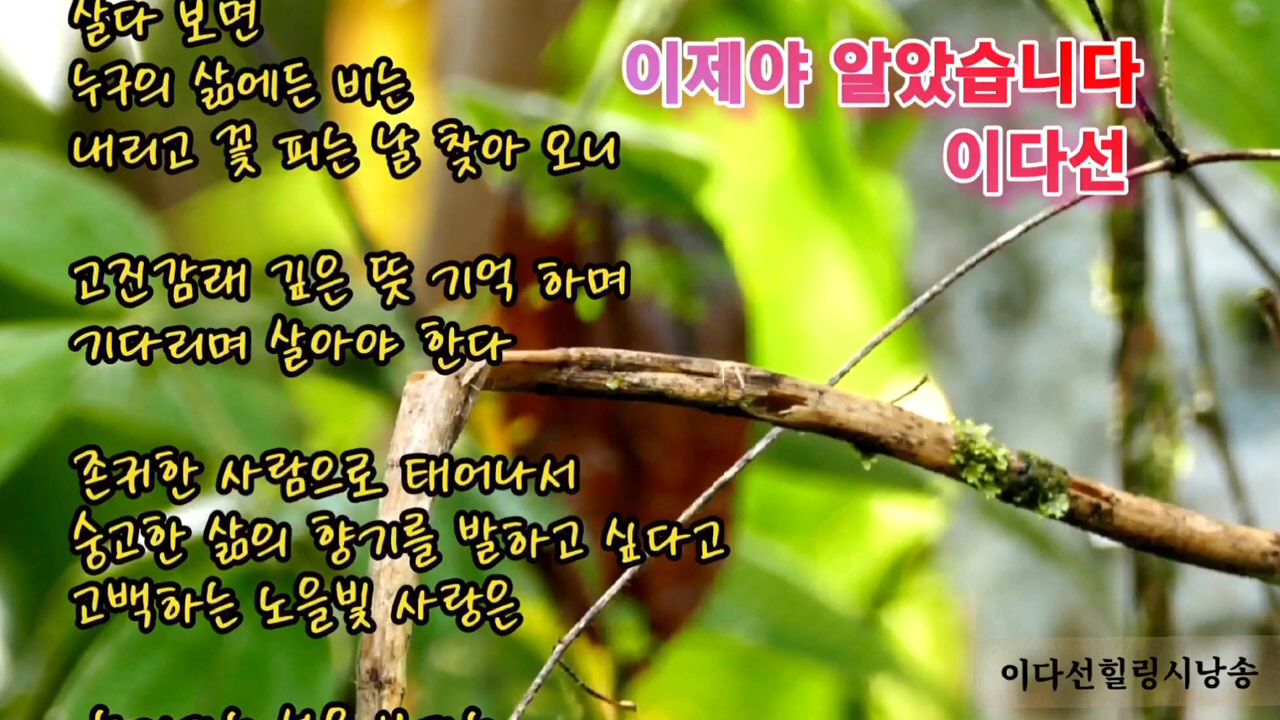 살다 보면
누구의 삶에든 비는
내리고 꽃 피는 날 찾아 오니
고진감래 깊은 뜻 기억 하며
기다리며 살아야 한다
존귀한 사람으로 태어나서
숭고한 삶의 향기를 발하고 싶다고
고백하는 노을빛 사랑은
이제야 알았습니다
이다선
이다선힐링시낭송